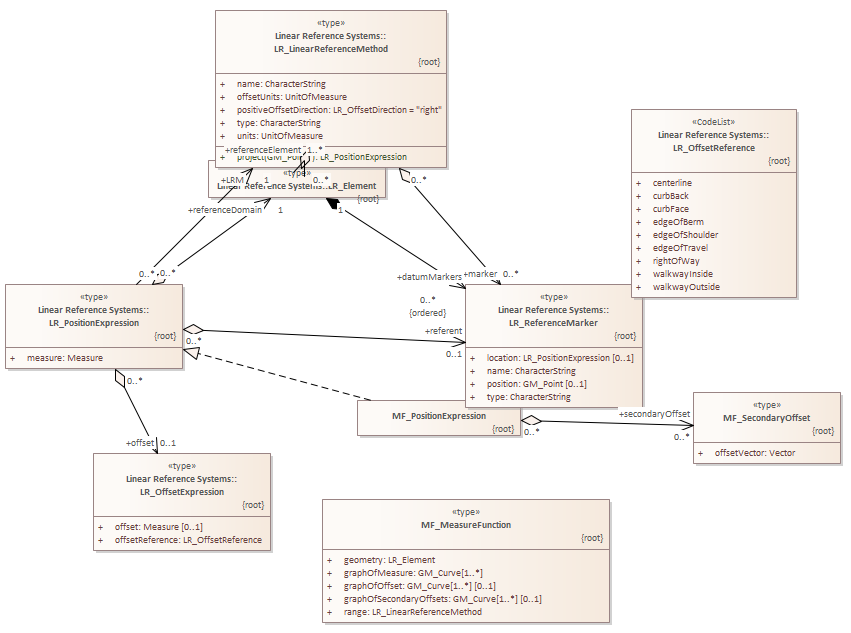 «type»
Linear Reference Systems::
LR_LinearReferenceMethod
{root}
+ name: CharacterString
+ offsetUnits: UnitOfMeasure
+ positiveOffsetDirection: LR_OffsetDirection = "right"
+ type: CharacterString
+ units: UnitOfMeasure
+referenceElement 1..*
+ project(GM_Point): LR_PositionExpression
«type»
+LRM 1 0..*
Linear Reference Systems::LR_Element
{root}
+referenceDomain 1
1
0..*
«CodeList»
Linear Reference Systems::
LR_OffsetReference
{root}
+ centerline
+ curbBack
+ curbFace
+ edgeOfBerm
+ edgeOfShoulder
+ edgeOfTravel
+ rightOfWay
+ walkwayInside
+ walkwayOutside
0..* 0..*
+datumMarkers
+marker 0..*
0..*
{ordered}
«type»
Linear Reference Systems::
LR_PositionExpression
{root}
+ measure: Measure
0..*
+referent
0..1
«type»
Linear Reference Systems::
LR_ReferenceMarker
{root}
+ location: LR_PositionExpression [0..1]
+ name: CharacterString
+ position: GM_Point [0..1]
+ type: CharacterString
0..*
+offset 0..1
MF_PositionExpression
{root}
0..*
+secondaryOffset
0..*
«type»
MF_SecondaryOffset
{root}
+ offsetVector: Vector
«type»
Linear Reference Systems::
LR_OffsetExpression
{root}
+ offset: Measure [0..1]
+ offsetReference: LR_OffsetReference
«type»
MF_MeasureFunction
{root}
+ geometry: LR_Element
+ graphOfMeasure: GM_Curve[1..*]
+ graphOfOffset: GM_Curve[1..*] [0..1]
+ graphOfSecondaryOffsets: GM_Curve[1..*] [0..1]
+ range: LR_LinearReferenceMethod